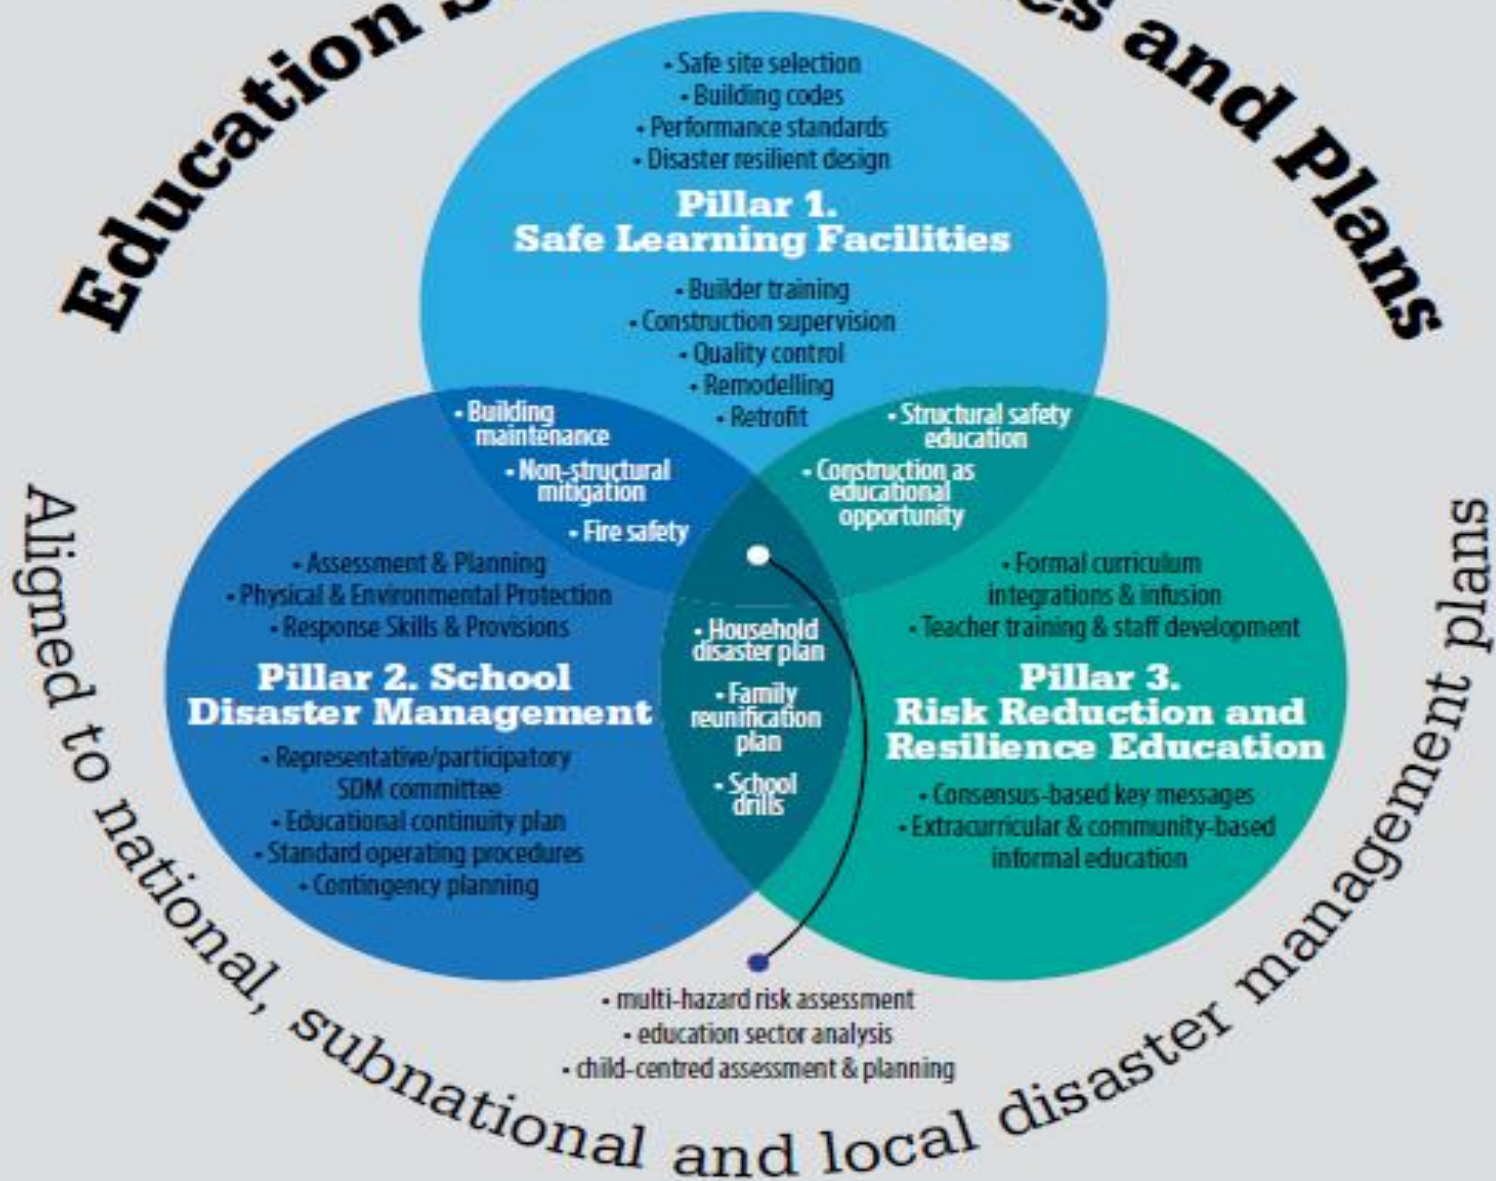 Education
and Plans
• Safe site selection
• Building codes
• Performance standards
• Disaster resilient design
Pillar 1.
Safe Learning Facilities
• Builder training
• Construction supervision
• Quality control
• Remodelling
• Retrofit
• Building
maintenance
• Non-structural
mitigation
• Fire safety
• Structural safety
education
• Construction as
educational
opportunity
• Assessment & Planning
• Physical & Environmental Protection
• Response Skills & Provisions
Pillar 2. School
Disaster Management
• Representative/participatory
SDM committee
• Educational continuity plan
• Standard operating procedures
• Contingency planning
• Household
disaster plan
• Family
reunification
plan
• School
drills
• Formal curriculum
integrations & infusion
• Teacher training & staff development
Pillar 3.
Risk Reduction and
Resilience Education
• Consensus-based key messages
• Extracurricular & community-based
informal education
• multi-hazard risk assessment
• education sector analysis
• child-centred assessment & planning
Aligned to national, subnational and local disaster management plans